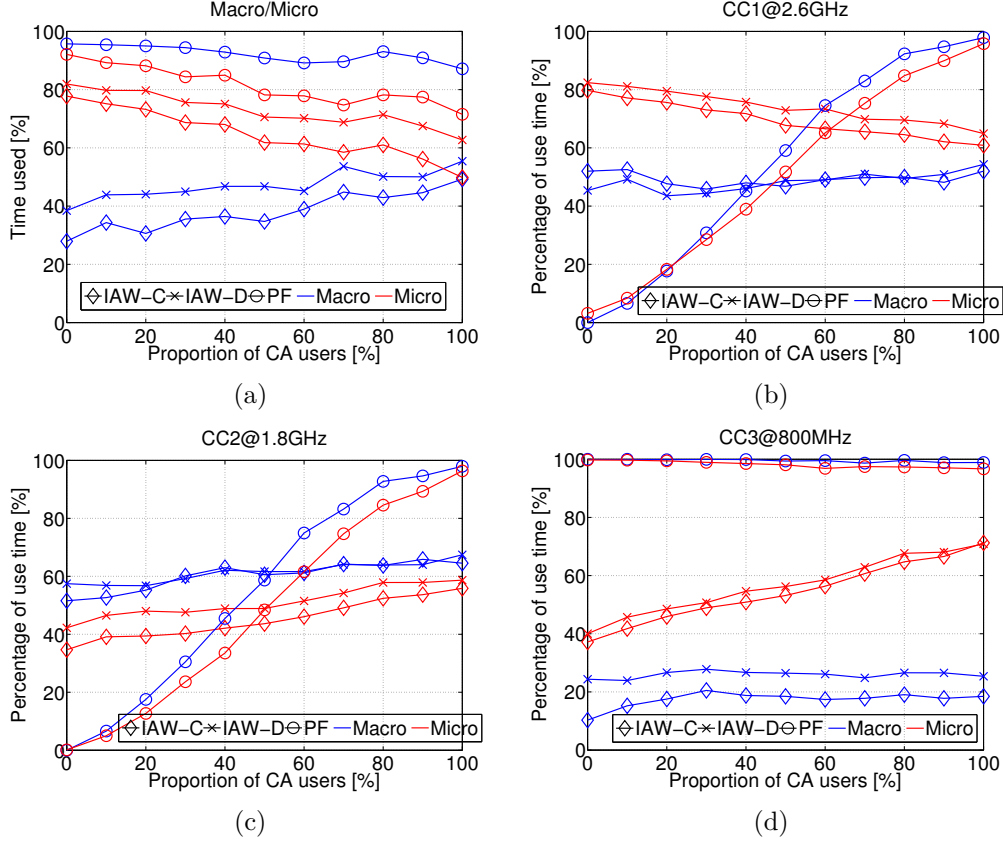 Macro/Micro
100
80
60
40
20
0
Time used [%]
IAW-C IAW-D PF Macro Micro
0 20 40 60 80 100
Proportion of CA users [%]
(a)
CC1@2.6GHz
100
80
60
40
20
0
Percentage of use time [%]
IAW-C IAW-D PF Macro Micro
0 20 40 60 80 100
Proportion of CA users [%]
(b)
CC2@1.8GHz
100
80
60
40
20
0
Percentage of use time [%]
IAW-C IAW-D PF Macro Micro
0 20 40 60 80 100
Proportion of CA users [%]
(c)
CC3@800MHz
100
80
60
40
20
0
Percentage of use time [%]
IAW-C IAW-D PF Macro Micro
0 20 40 60 80 100
Proportion of CA users [%]
(d)